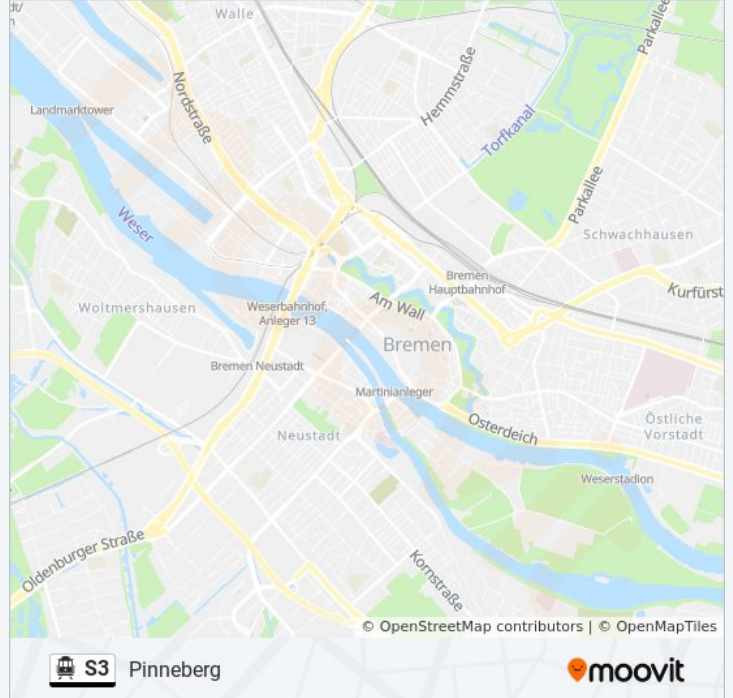 Walle
Parkallee
Hemmstraße
Nordstraße
Landmarktower
Torfkanal
Parkallee
Weser
Schwachhausen
Bremen
Hauptbahnhof
Kurfürst
Woltmershausen
Weserbahnhof,
Anleger 13
Am Wall
Bremen
Bremen Neustadt
Martinianleger
Osterdeich
Östliche
Vorstadt
Neustadt
Weserstadion
Oldenburger Straße
Kornstraße
© OpenStreetMap contributors | © OpenMapTiles
S3 Pinneberg
moovit